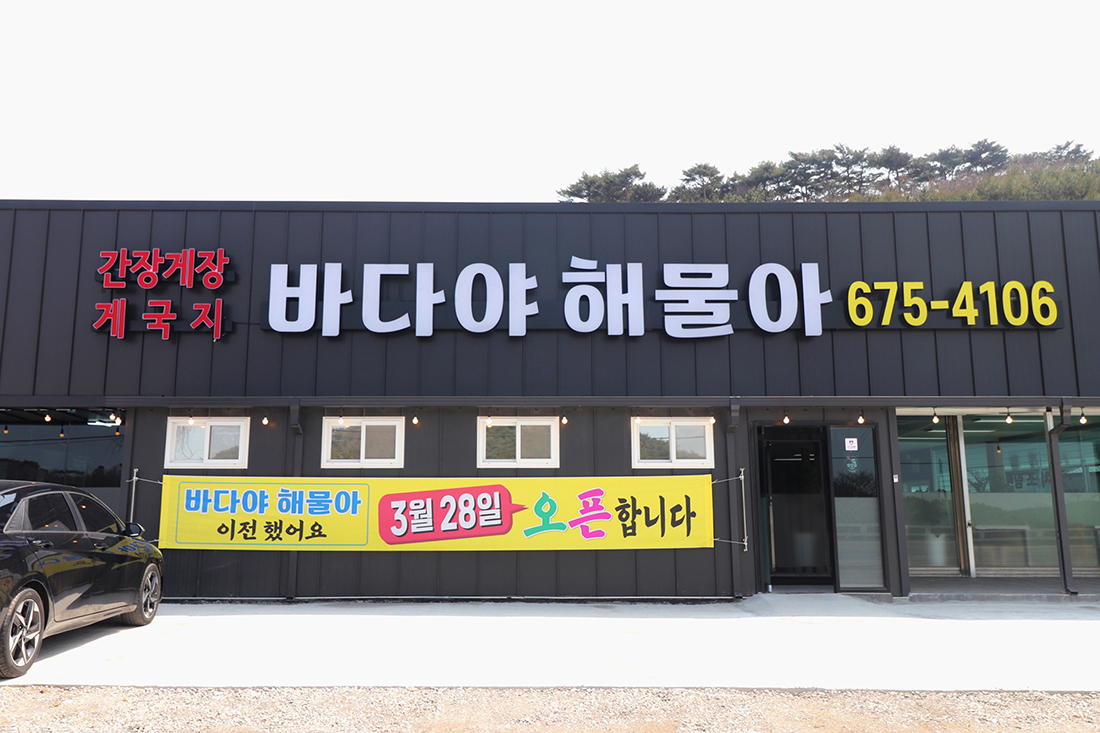 간장게장
게국지
바다야 해물아 675-4106
바다야 해물아
이전 했어요
3월 28일 오픈합니다